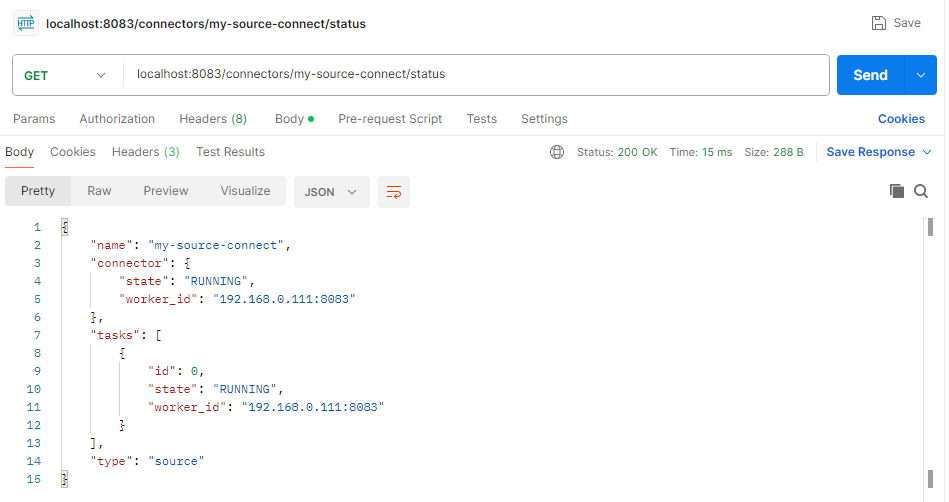 HTTP localhost:8083/connectors/my-source-connect/status Save
GET localhost:8083/connectors/my-source-connect/status Send
Params Authorization Headers (8) Body Pre-request Script Tests Settings Cookies
Body Cookies Headers (3) Test Results Status: 200 OK Time: 15 ms Size: 288 B Save Response
Pretty Raw Preview Visualize JSON
1 {
2 "name": "my-source-connect",
3 "connector": {
4 "state": "RUNNING",
5 "worker_id": "192.168.0.111:8083"
6 },
7 "tasks": [
8 {
9 "id": 0,
10 "state": "RUNNING",
11 "worker_id": "192.168.0.111:8083"
12 }
13 ],
14 "type": "source"
15 }